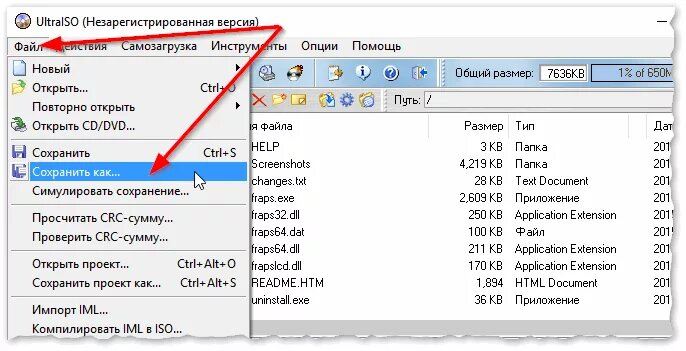 UltraISO (Незарегистрированная версия)
Файл Действия Самозагрузка Инструменты Опции Помощь
Новый
Открыть... Ctrl+O
Повторно открыть
Открыть CD/DVD...
Сохранить Ctrl+S
Сохранить как...
Симулировать сохранение...
Просчитать CRC-сумму...
Проверить CRC-сумму...
Открыть проект... Ctrl+Alt+O
Сохранить проект как... Ctrl+Alt+S
Импорт IML...
Компилировать IML в ISO...
Общий размер: 7636KB 1% of 650M
Путь: /
я файла Размер Тип Дат
HELP 3 KB Папка 201
Screenshots 4,219 KB Папка 201
changes.txt 28 KB Text Document 201
fraps.exe 2,609 KB Приложение 201
fraps32.dll 250 KB Application Extension 201
fraps64.dat 100 KB Файл 201
fraps64.dll 211 KB Application Extension 201
frapslcd.dll 170 KB Application Extension 201
README.HTM 1,894 HTML Document 201
uninstall.exe 36 KB Приложение 201